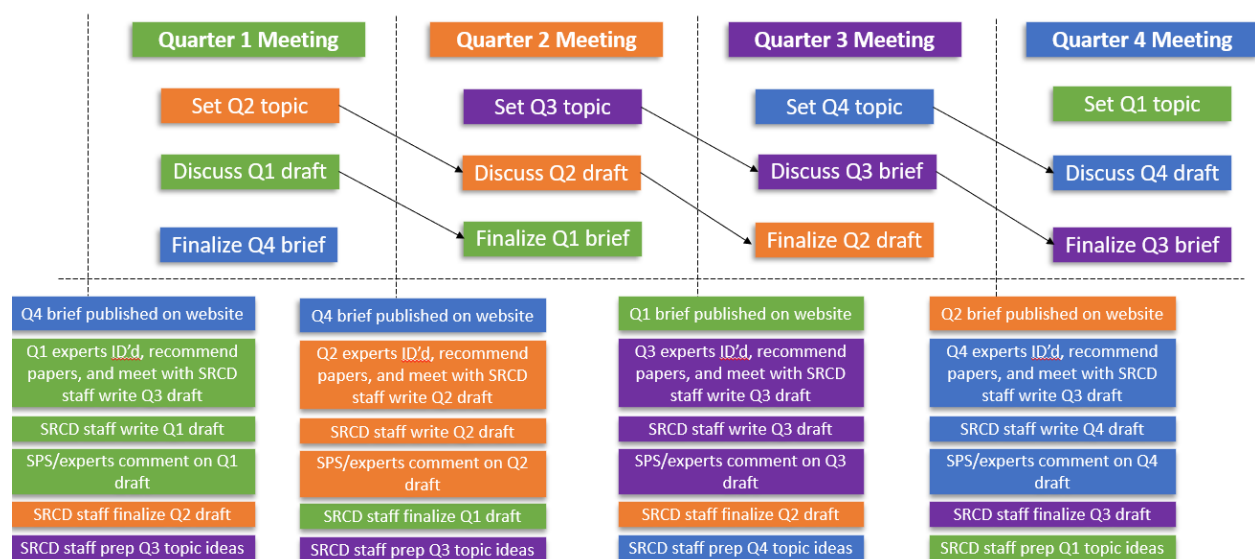 Quarter 1 Meeting
Quarter 2 Meeting
Quarter 3 Meeting
Quarter 4 Meeting
Set Q2 topic
Set Q3 topic
Set Q4 topic
Set Q1 topic
Discuss Q1 draft
Discuss Q2 draft
Discuss Q3 brief
Discuss Q4 draft
Finalize Q4 brief
Finalize Q1 brief
Finalize Q2 draft
Finalize Q3 brief
Q4 brief published on website
Q1 experts ID’d, recommend
papers, and meet with SRCD
staff write Q3 draft
SRCD staff write Q1 draft
SPS/experts comment on Q1
draft
SRCD staff finalize Q2 draft
SRCD staff prep Q3 topic ideas
Q4 brief published on website
Q2 experts ID’d, recommend
papers, and meet with SRCD
staff write Q2 draft
SRCD staff write Q2 draft
SPS/experts comment on Q2
draft
SRCD staff finalize Q1 draft
SRCD staff prep Q3 topic ideas
Q1 brief published on website
Q3 experts ID’d, recommend
papers, and meet with SRCD
staff write Q3 draft
SRCD staff write Q3 draft
SPS/experts comment on Q3
draft
SRCD staff finalize Q2 draft
SRCD staff prep Q4 topic ideas
Q2 brief published on website
Q4 experts ID’d, recommend
papers, and meet with SRCD
staff write Q3 draft
SRCD staff write Q4 draft
SPS/experts comment on Q4
draft
SRCD staff finalize Q3 draft
SRCD staff prep Q1 topic ideas